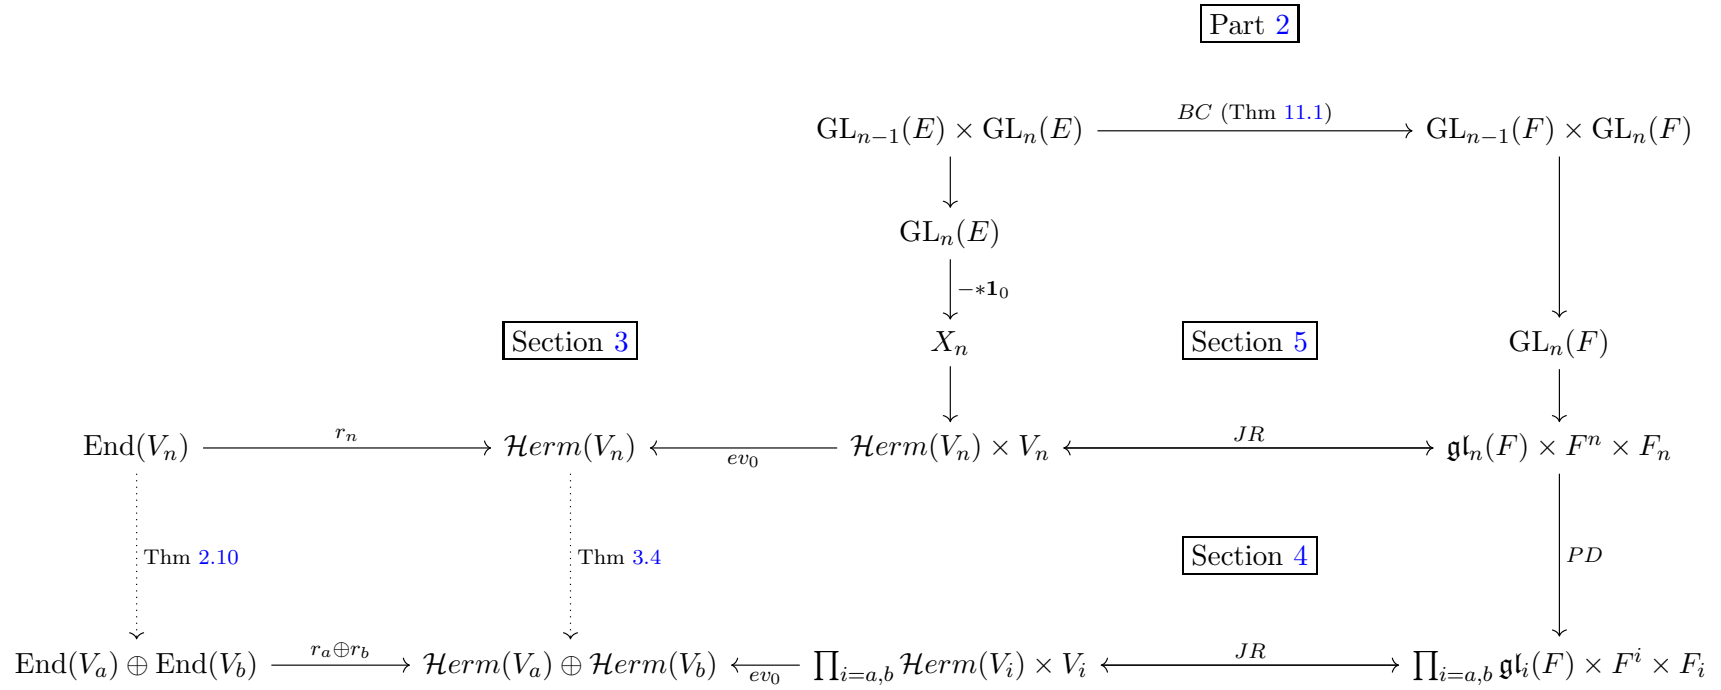 Part 2
BC (Thm 11.1)
GL_{n−1}(E) × GL_n(E) GL_{n−1}(F) × GL_n(F)
GL_n(E)
−∗𝟏_0
Section 3 X_n Section 5 GL_n(F)
r_n JR
End(V_n) ℋerm(V_n) ℋerm(V_n) × V_n 𝔤𝔩_n(F) × F^n × F_n
ev_0
Thm 2.10 Thm 3.4 Section 4 PD
r_a⊕r_b JR
End(V_a) ⊕ End(V_b) ℋerm(V_a) ⊕ ℋerm(V_b) ∏_{i=a,b} ℋerm(V_i) × V_i ∏_{i=a,b} 𝔤𝔩_i(F) × F^i × F_i
ev_0